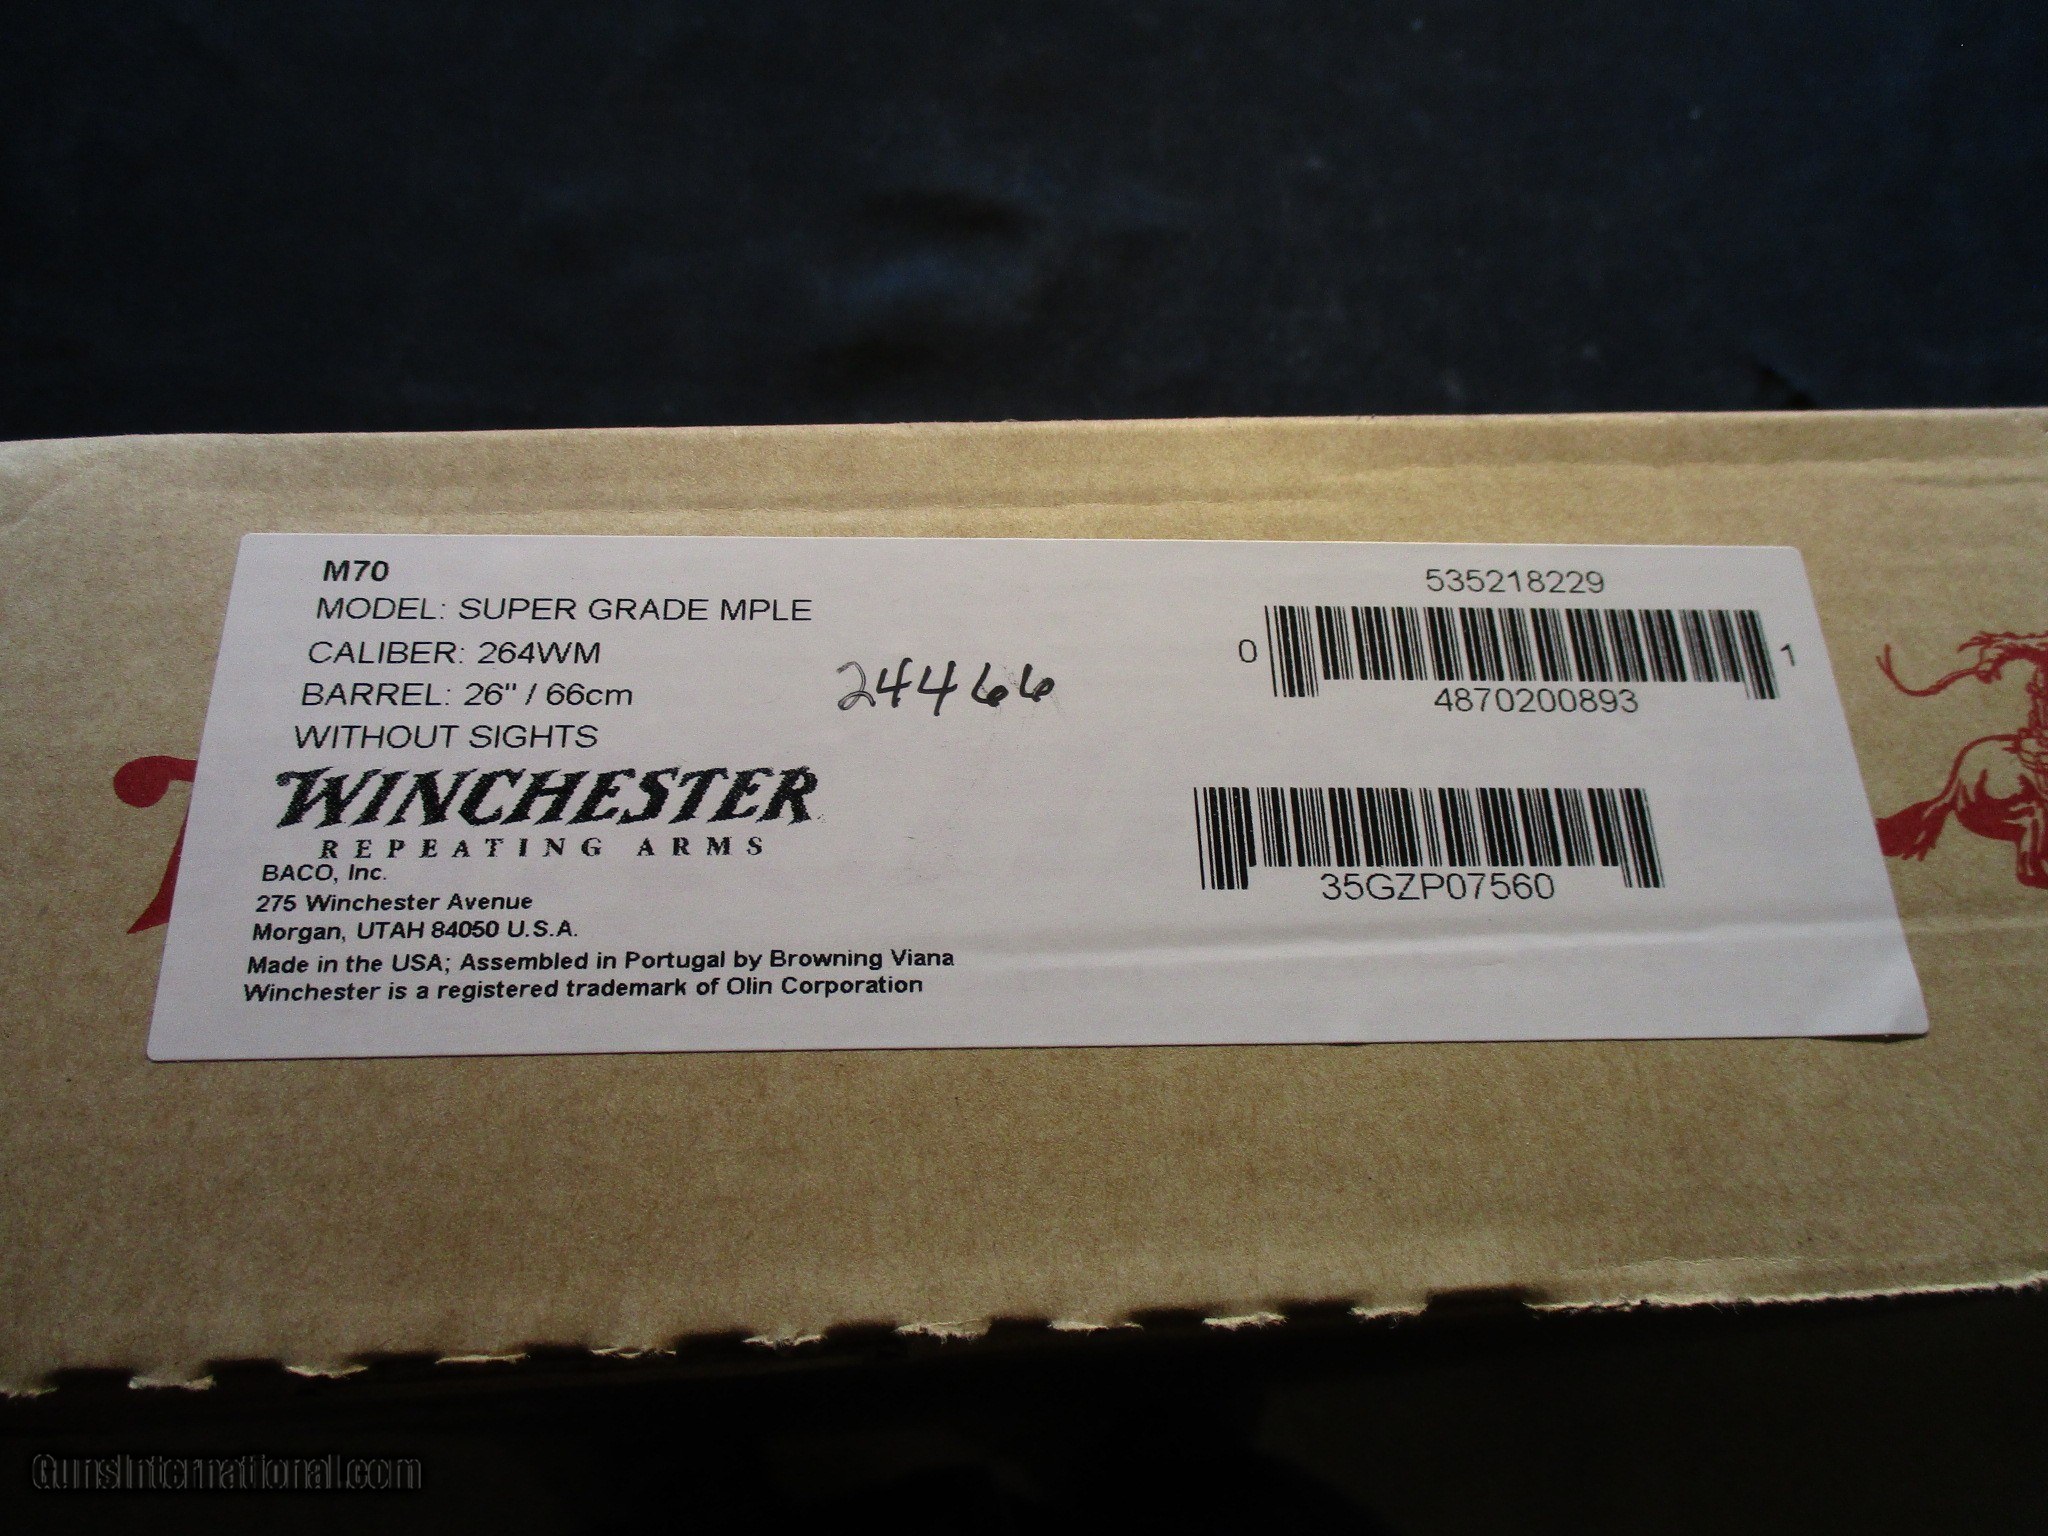 M70
MODEL: SUPER GRADE MPLE
CALIBER: 264WM
BARREL: 26" / 66cm
WITHOUT SIGHTS
WINCHESTER
REPEATING ARMS
BACO, Inc.
275 Winchester Avenue
Morgan, UTAH 84050 U.S.A.
Made in the USA; Assembled in Portugal by Browning Viana
Winchester is a registered trademark of Olin Corporation
24466
535218229
0 4870200893 1
35GZP07560
GunsInternational.com